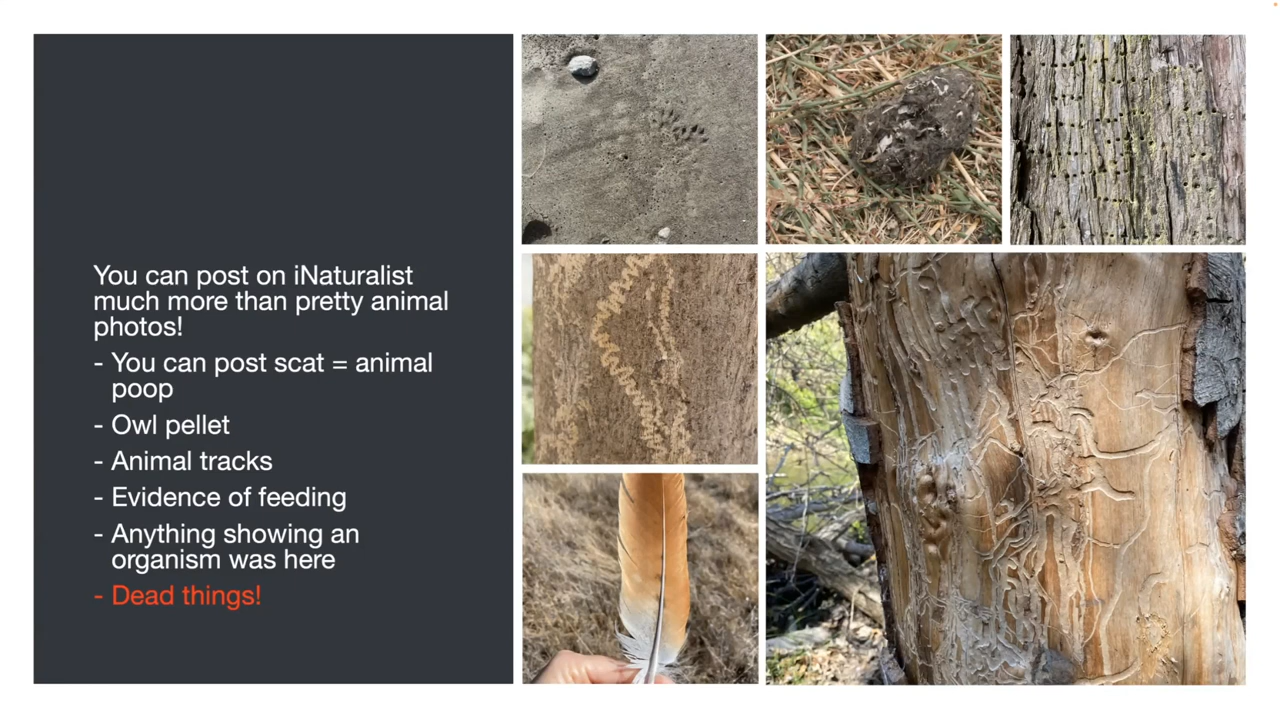 You can post on iNaturalist
much more than pretty animal
photos!
- You can post scat = animal
poop
- Owl pellet
- Animal tracks
- Evidence of feeding
- Anything showing an
organism was here
- Dead things!